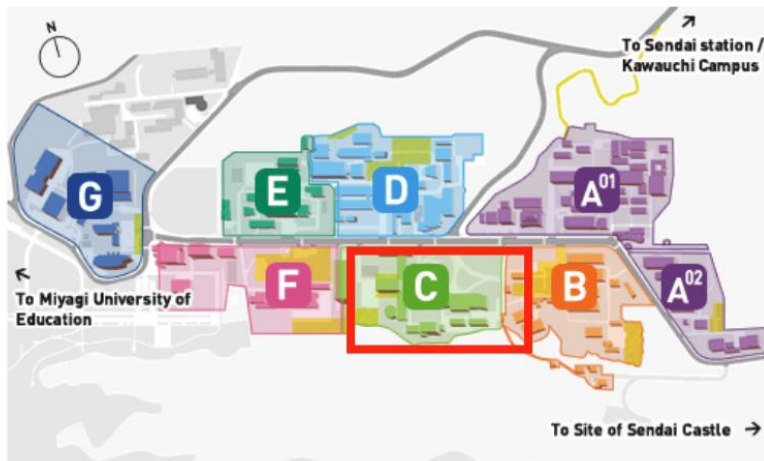 N
To Sendai station /
Kawauchi Campus
G
E
D
A01
F
C
B
A02
To Miyagi University of
Education
To Site of Sendai Castle